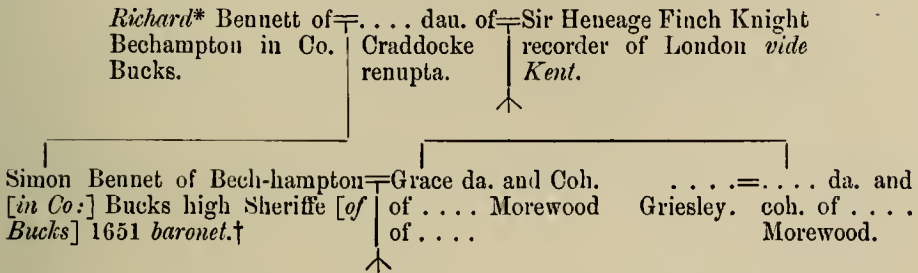 Richard* Bennett of=. . . . dau. of=Sir Heneage Finch Knight
Bechampton in Co. Craddocke recorder of London vide
Bucks. renupta. Kent.
Simon Bennet of Bech-hampton=Grace da. and Coh. . . . .=. . . . da. and
[in Co:] Bucks high Sheriffe [of of . . . . Morewood Griesley. coh. of . . . .
Bucks] 1651 baronet.† of . . . . Morewood.